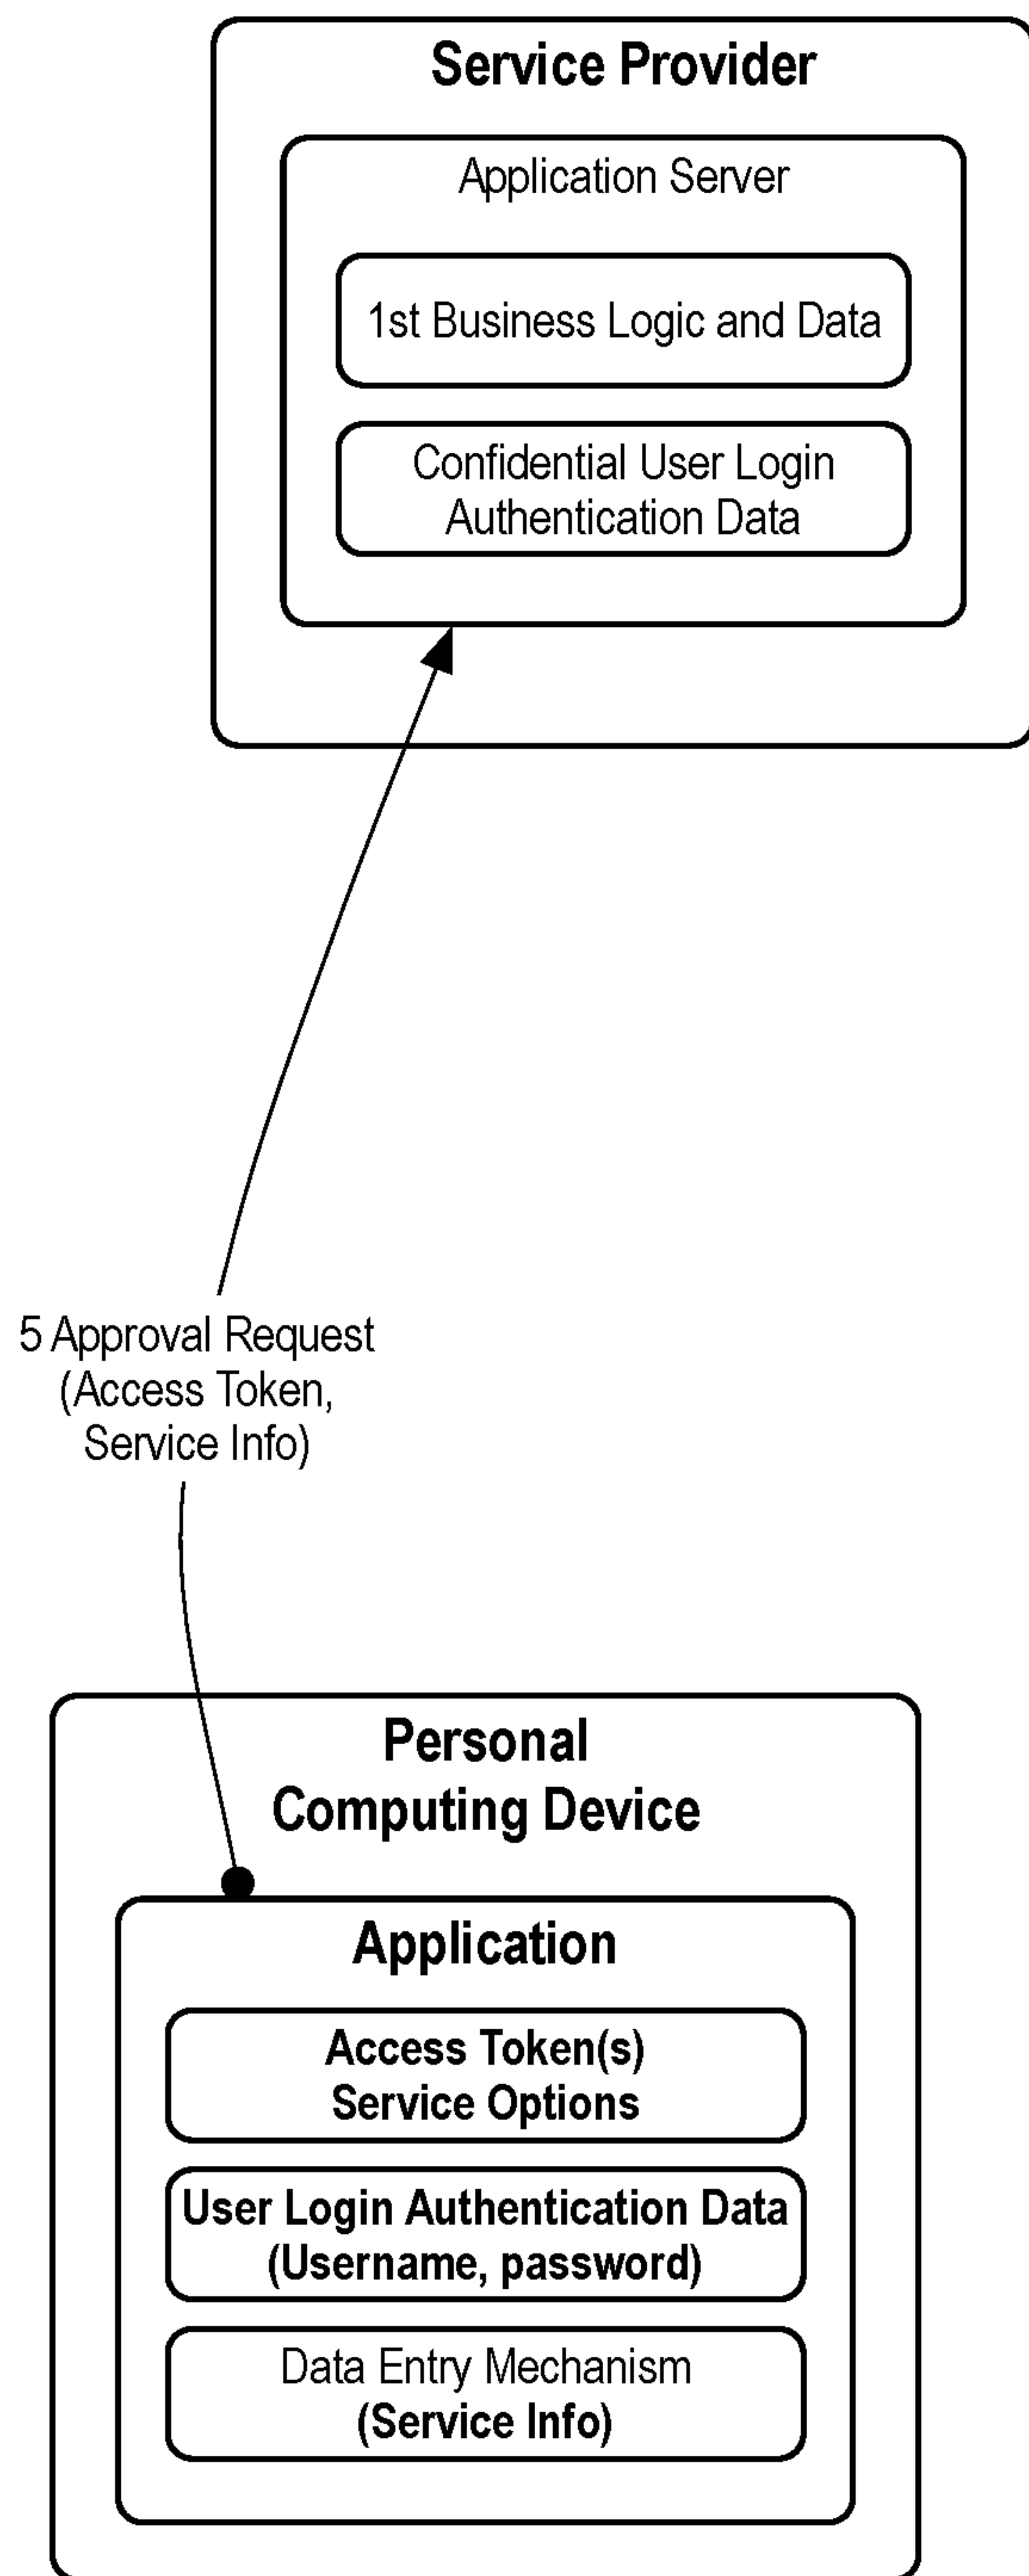 Service Provider
Application Server
1st Business Logic and Data
Confidential User Login
Authentication Data
5 Approval Request
(Access Token,
Service Info)
Personal
Computing Device
Application
Access Token(s)
Service Options
User Login Authentication Data
(Username, password)
Data Entry Mechanism
(Service Info)